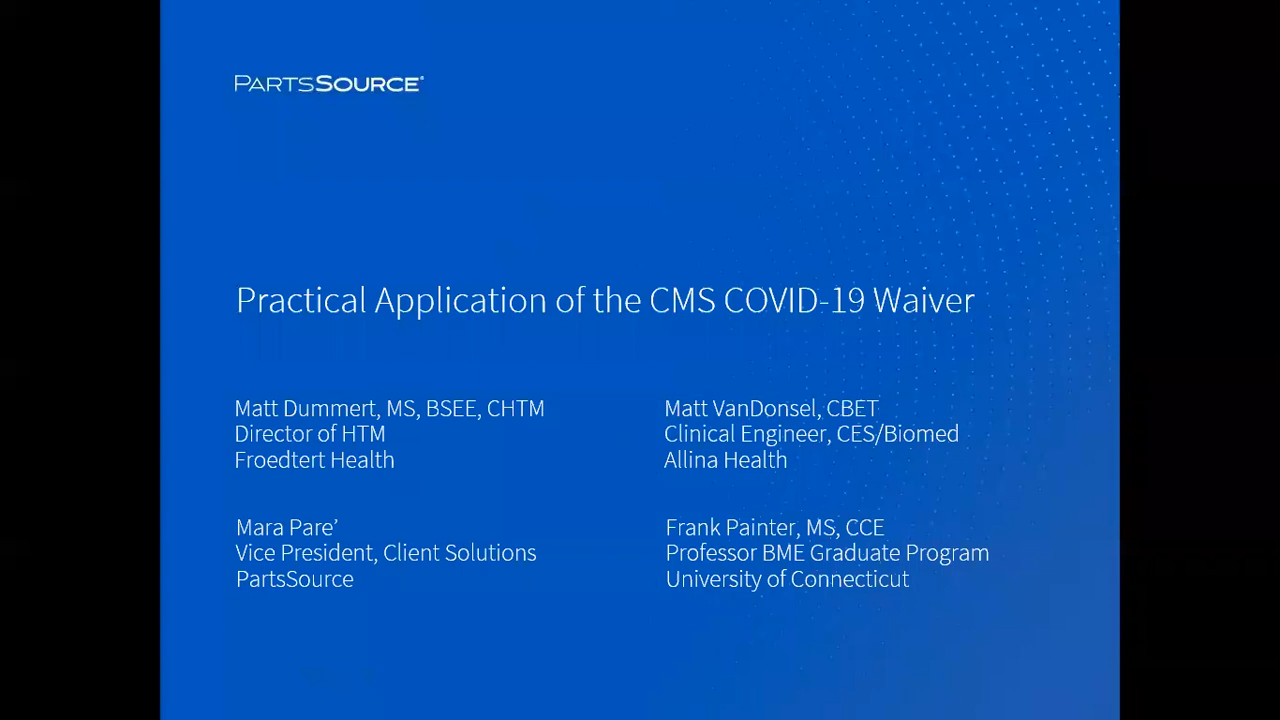 PARTSSOURCE®
Practical Application of the CMS COVID-19 Waiver
Matt Dummert, MS, BSEE, CHTM
Director of HTM
Froedtert Health
Matt VanDonsel, CBET
Clinical Engineer, CES/Biomed
Allina Health
Mara Pare’
Vice President, Client Solutions
PartsSource
Frank Painter, MS, CCE
Professor BME Graduate Program
University of Connecticut